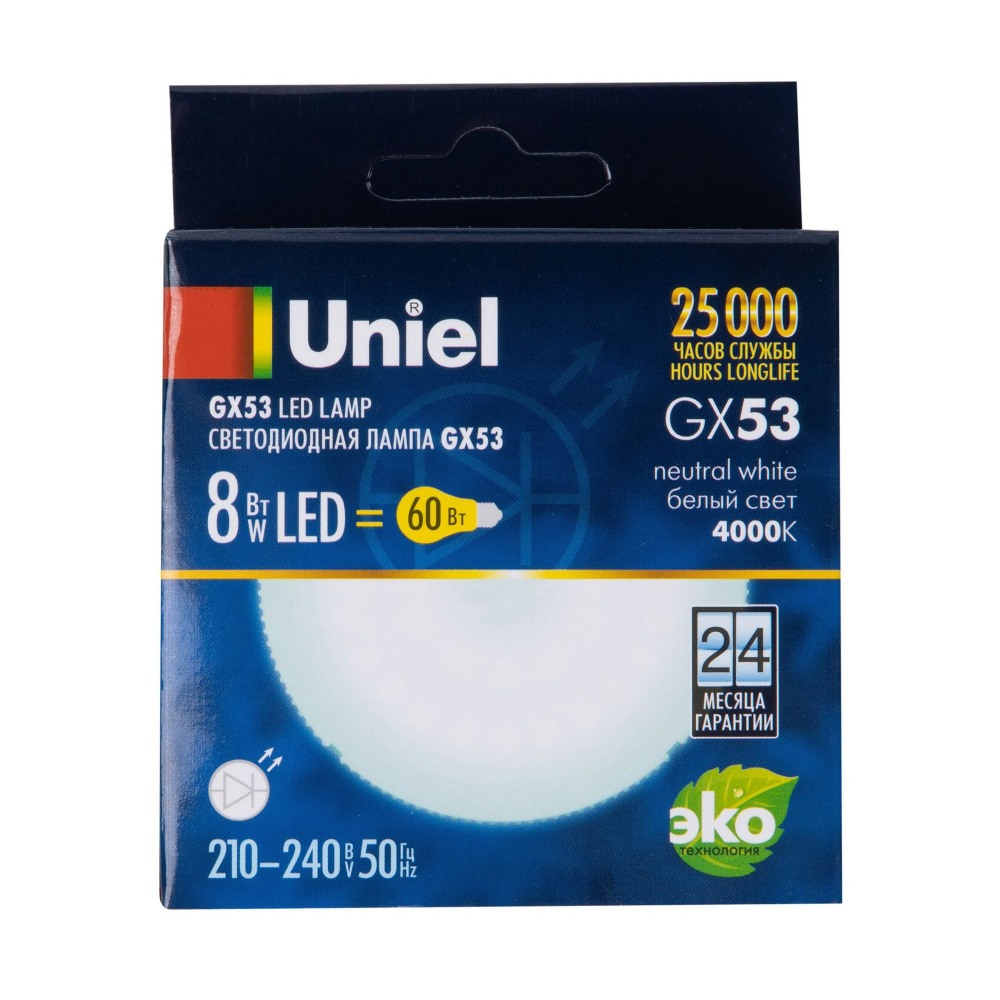 Uniel®
25 000
ЧАСОВ СЛУЖБЫ
HOURS LONGLIFE
GX53 LED LAMP
СВЕТОДИОДНАЯ ЛАМПА GX53
8 Вт W LED = 60 Вт
GX53
neutral white
белый свет
4000K
24
МЕСЯЦА
ГАРАНТИИ
эко
технология
210–240 В V 50 Гц Hz